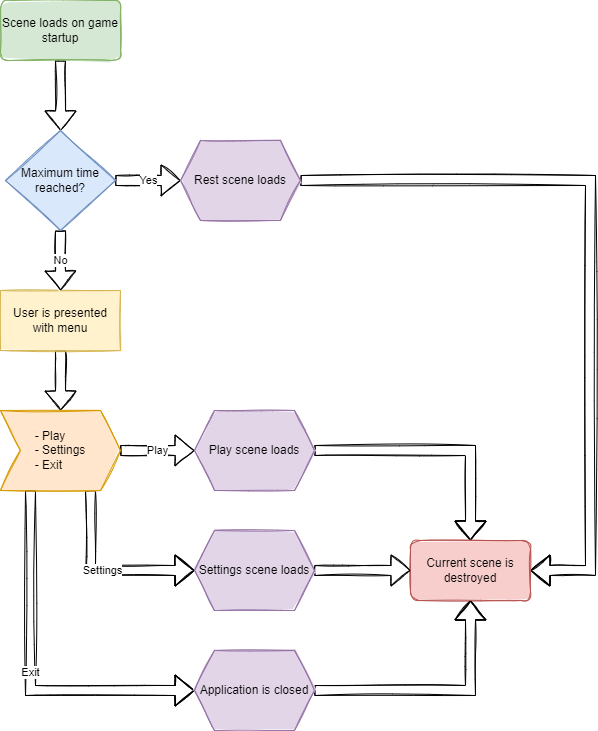 Scene loads on game
startup
Maximum time
reached?
Yes
Rest scene loads
No
User is presented
with menu
- Play
- Settings
- Exit
Play
Play scene loads
Settings
Settings scene loads
Current scene is
destroyed
Exit
Application is closed